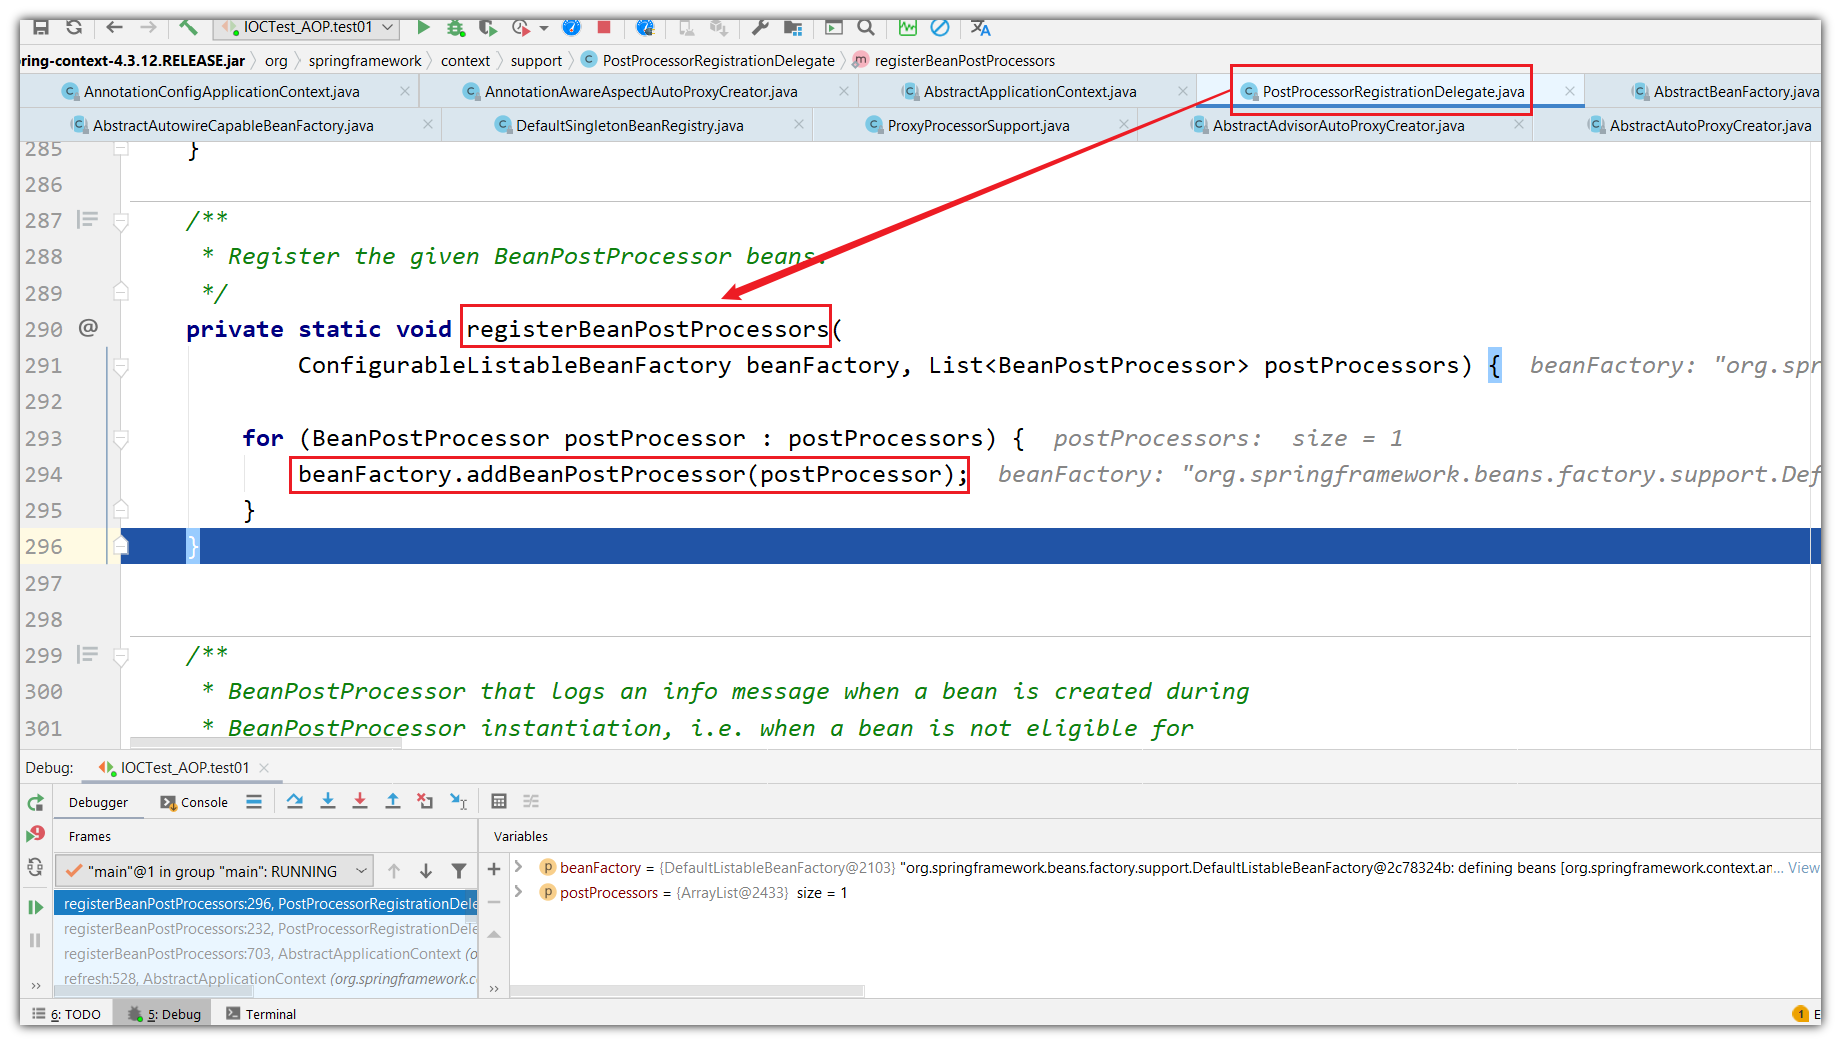 IOCTest_AOP.test01
ring-context-4.3.12.RELEASE.jar org springframework context support PostProcessorRegistrationDelegate registerBeanPostProcessors
AnnotationConfigApplicationContext.java AnnotationAwareAspectJAutoProxyCreator.java AbstractApplicationContext.java PostProcessorRegistrationDelegate.java AbstractBeanFactory.java
AbstractAutowireCapableBeanFactory.java DefaultSingletonBeanRegistry.java ProxyProcessorSupport.java AbstractAdvisorAutoProxyCreator.java AbstractAutoProxyCreator.java
285 }
286
287 /**
288 * Register the given BeanPostProcessor beans.
289 */
290 @ private static void registerBeanPostProcessors(
291 ConfigurableListableBeanFactory beanFactory, List<BeanPostProcessor> postProcessors) { beanFactory: "org.spr
292
293 for (BeanPostProcessor postProcessor : postProcessors) { postProcessors: size = 1
294 beanFactory.addBeanPostProcessor(postProcessor); beanFactory: "org.springframework.beans.factory.support.Def
295 }
296 }
297
298
299 /**
300 * BeanPostProcessor that logs an info message when a bean is created during
301 * BeanPostProcessor instantiation, i.e. when a bean is not eligible for
Debug: IOCTest_AOP.test01
Debugger Console
Frames Variables
"main"@1 in group "main": RUNNING
beanFactory = {DefaultListableBeanFactory@2103} "org.springframework.beans.factory.support.DefaultListableBeanFactory@2c78324b: defining beans [org.springframework.context.an... View
postProcessors = {ArrayList@2433} size = 1
registerBeanPostProcessors:296, PostProcessorRegistrationDele
registerBeanPostProcessors:232, PostProcessorRegistrationDele
registerBeanPostProcessors:703, AbstractApplicationContext (o
refresh:528, AbstractApplicationContext (org.springframework.c
6: TODO 5: Debug Terminal 1 E